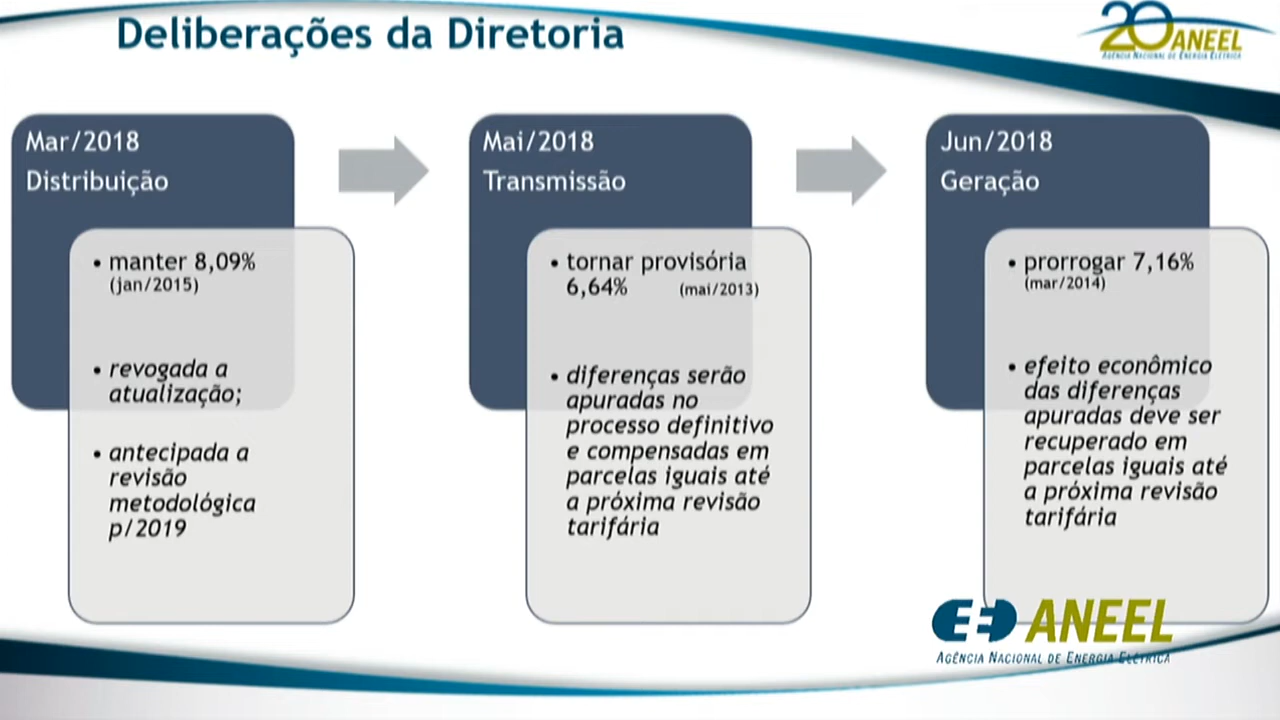 Deliberações da Diretoria
20 ANEEL
AGÊNCIA NACIONAL DE ENERGIA ELÉTRICA
Mar/2018
Distribuição
• manter 8,09%
(jan/2015)
• revogada a
atualização;
• antecipada a
revisão
metodológica
p/2019
Mai/2018
Transmissão
• tornar provisória
6,64% (mai/2013)
• diferenças serão
apuradas no
processo definitivo
e compensadas em
parcelas iguais até
a próxima revisão
tarifária
Jun/2018
Geração
• prorrogar 7,16%
(mar/2014)
• efeito econômico
das diferenças
apuradas deve ser
recuperado em
parcelas iguais até
a próxima revisão
tarifária
ANEEL
AGÊNCIA NACIONAL DE ENERGIA ELÉTRICA